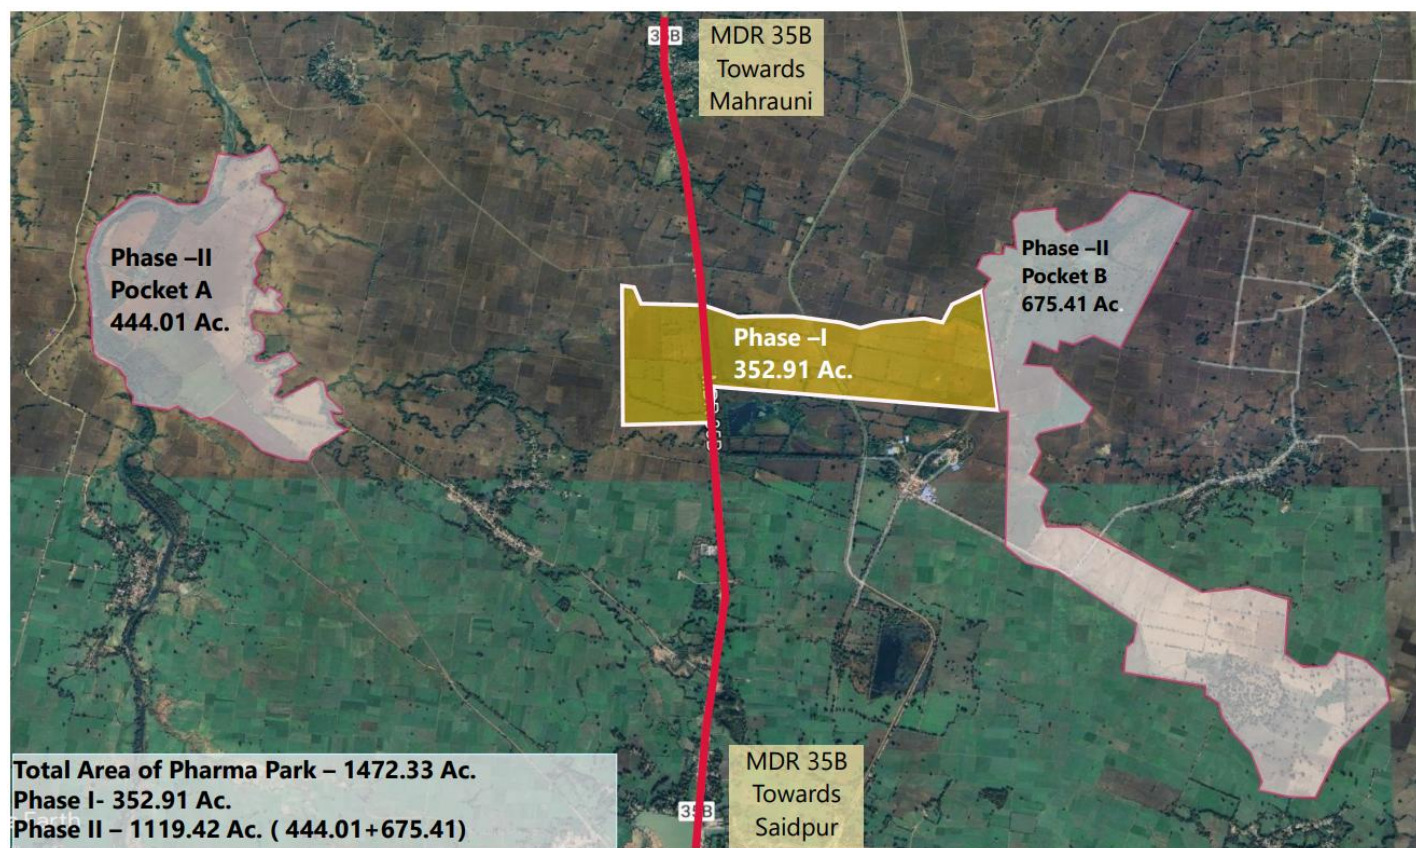 35B
MDR 35B
Towards
Mahrauni
Phase –II
Pocket A
444.01 Ac.
Phase –II
Pocket B
675.41 Ac.
Phase –I
352.91 Ac.
MDR 35B
Towards
Saidpur
35B
Total Area of Pharma Park – 1472.33 Ac.
Phase I- 352.91 Ac.
Phase II – 1119.42 Ac. ( 444.01+675.41)
Earth